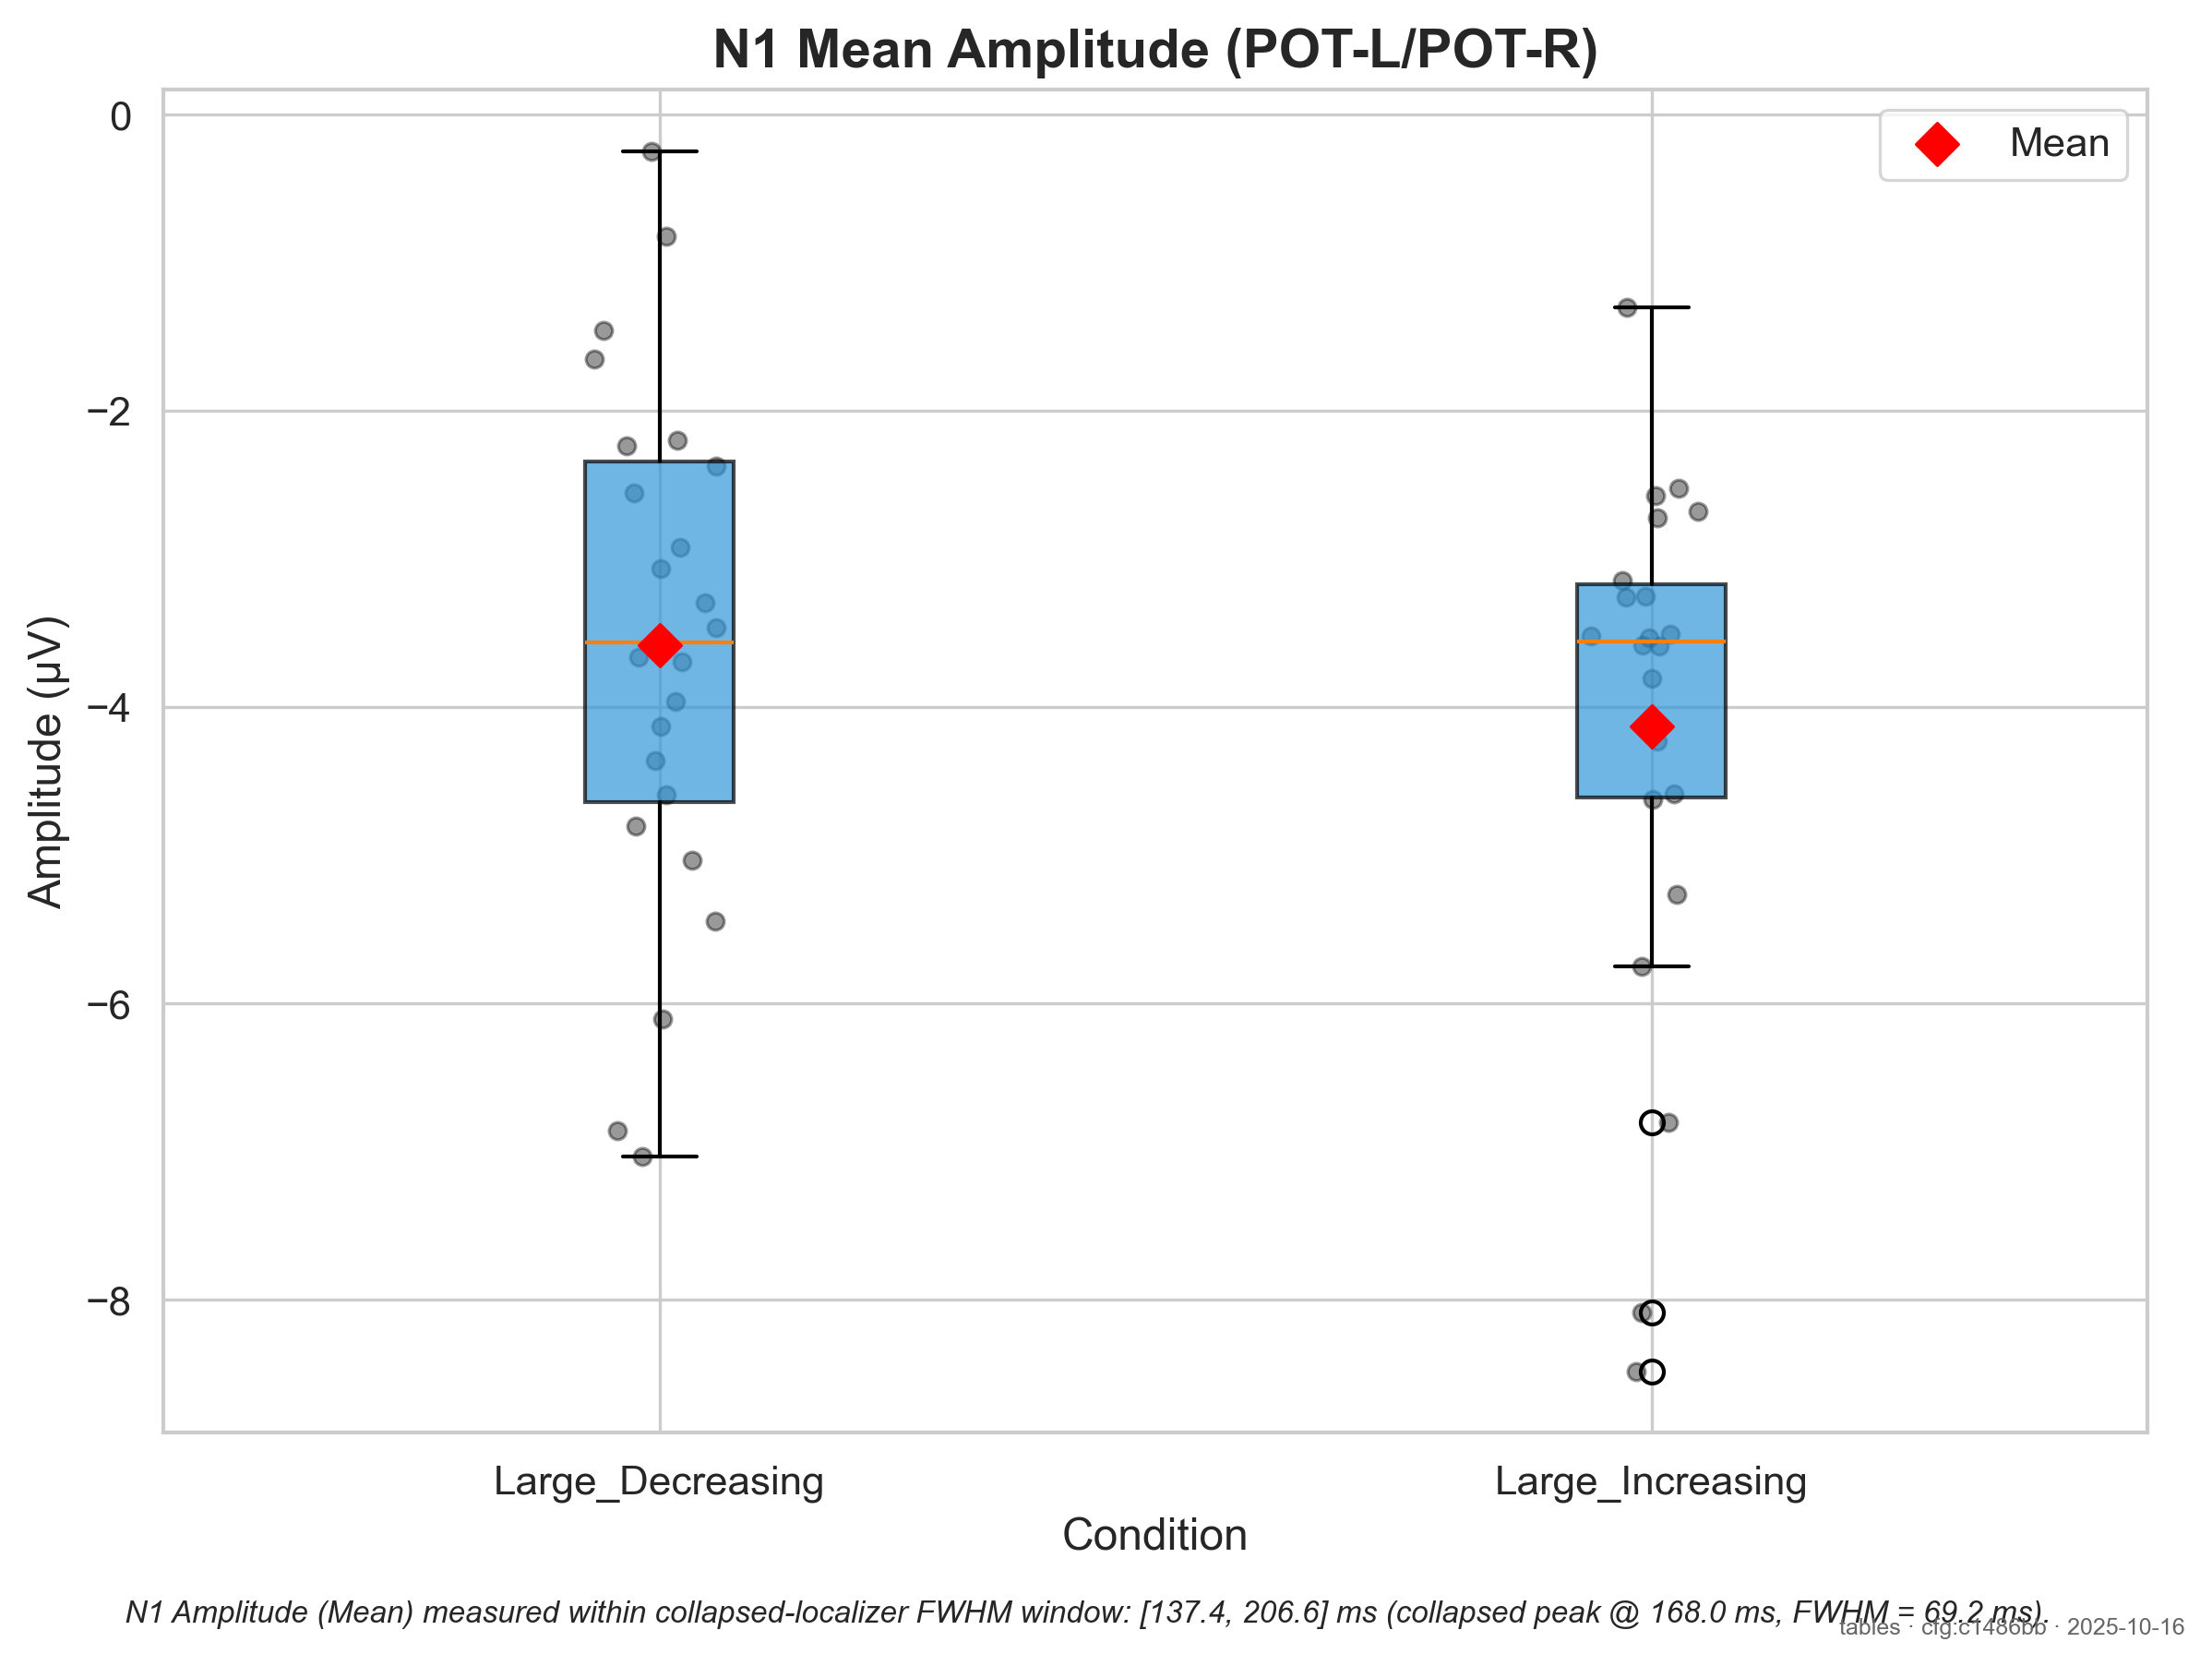 N1 Mean Amplitude (POT-L/POT-R)
Mean
0
−2
−4
−6
−8
Amplitude (µV)
Large_Decreasing
Large_Increasing
Condition
N1 Amplitude (Mean) measured within collapsed-localizer FWHM window: [137.4, 206.6] ms (collapsed peak @ 168.0 ms, FWHM = 69.2 ms).
tables · cfg:c1486bb · 2025-10-16